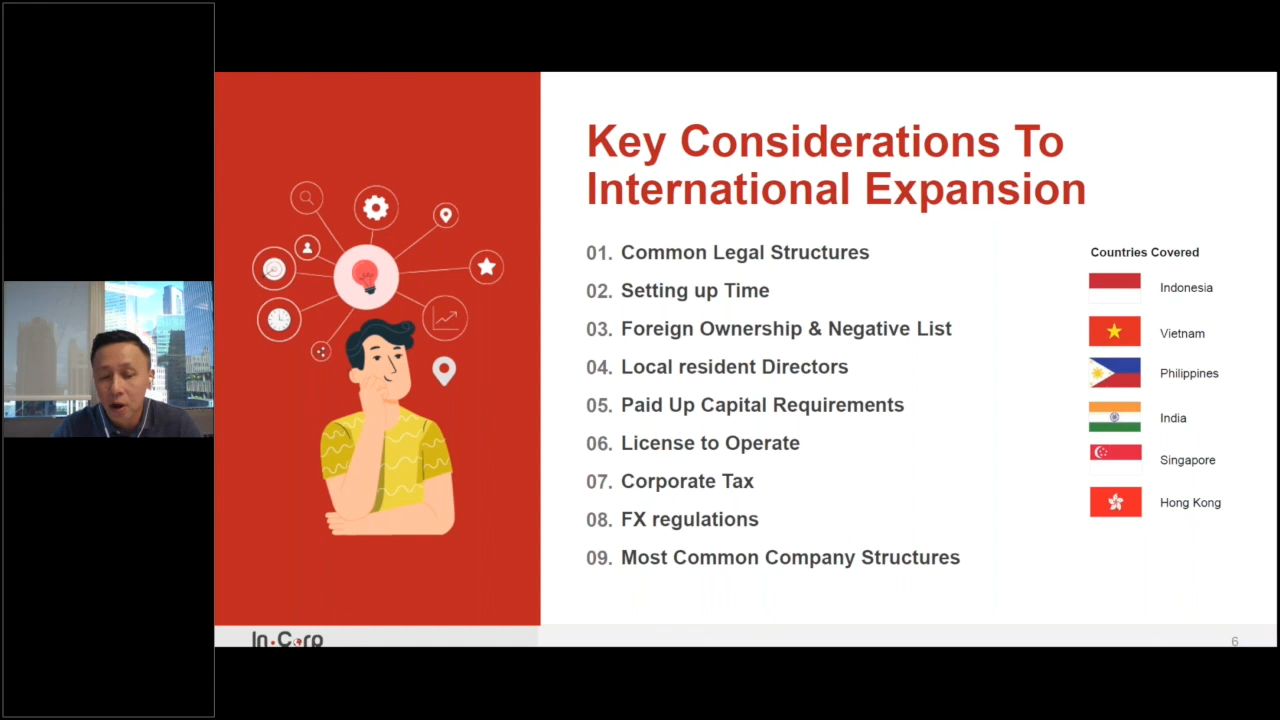 Key Considerations To
International Expansion
01. Common Legal Structures
02. Setting up Time
03. Foreign Ownership & Negative List
04. Local resident Directors
05. Paid Up Capital Requirements
06. License to Operate
07. Corporate Tax
08. FX regulations
09. Most Common Company Structures
Countries Covered
Indonesia
Vietnam
Philippines
India
Singapore
Hong Kong
In.Corp
6